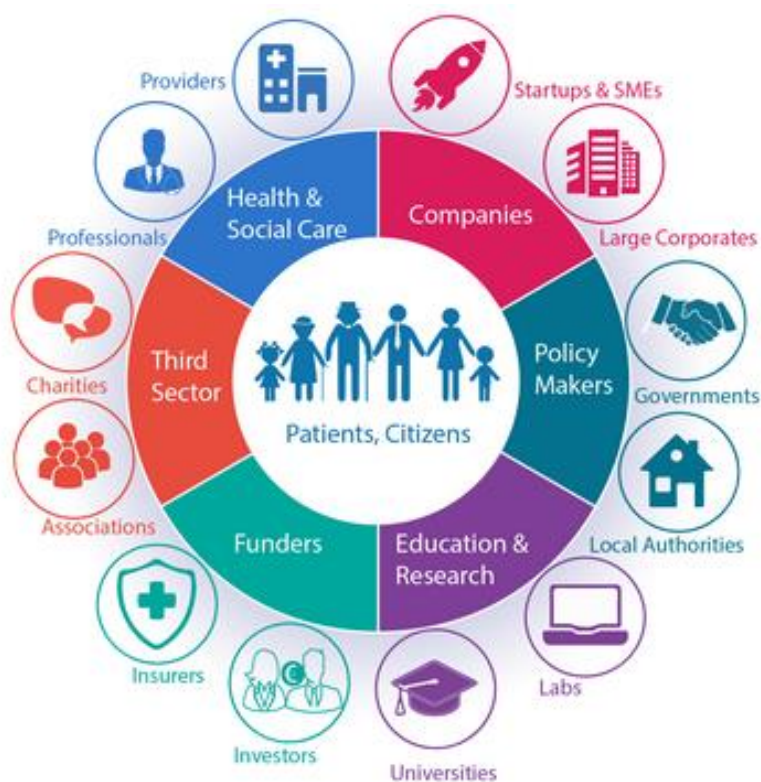 Providers
Startups & SMEs
Professionals
Health &
Social Care
Companies
Large Corporates
Charities
Third
Sector
Policy
Makers
Governments
Patients, Citizens
Associations
Funders
Education &
Research
Local Authorities
Insurers
Labs
Investors
Universities